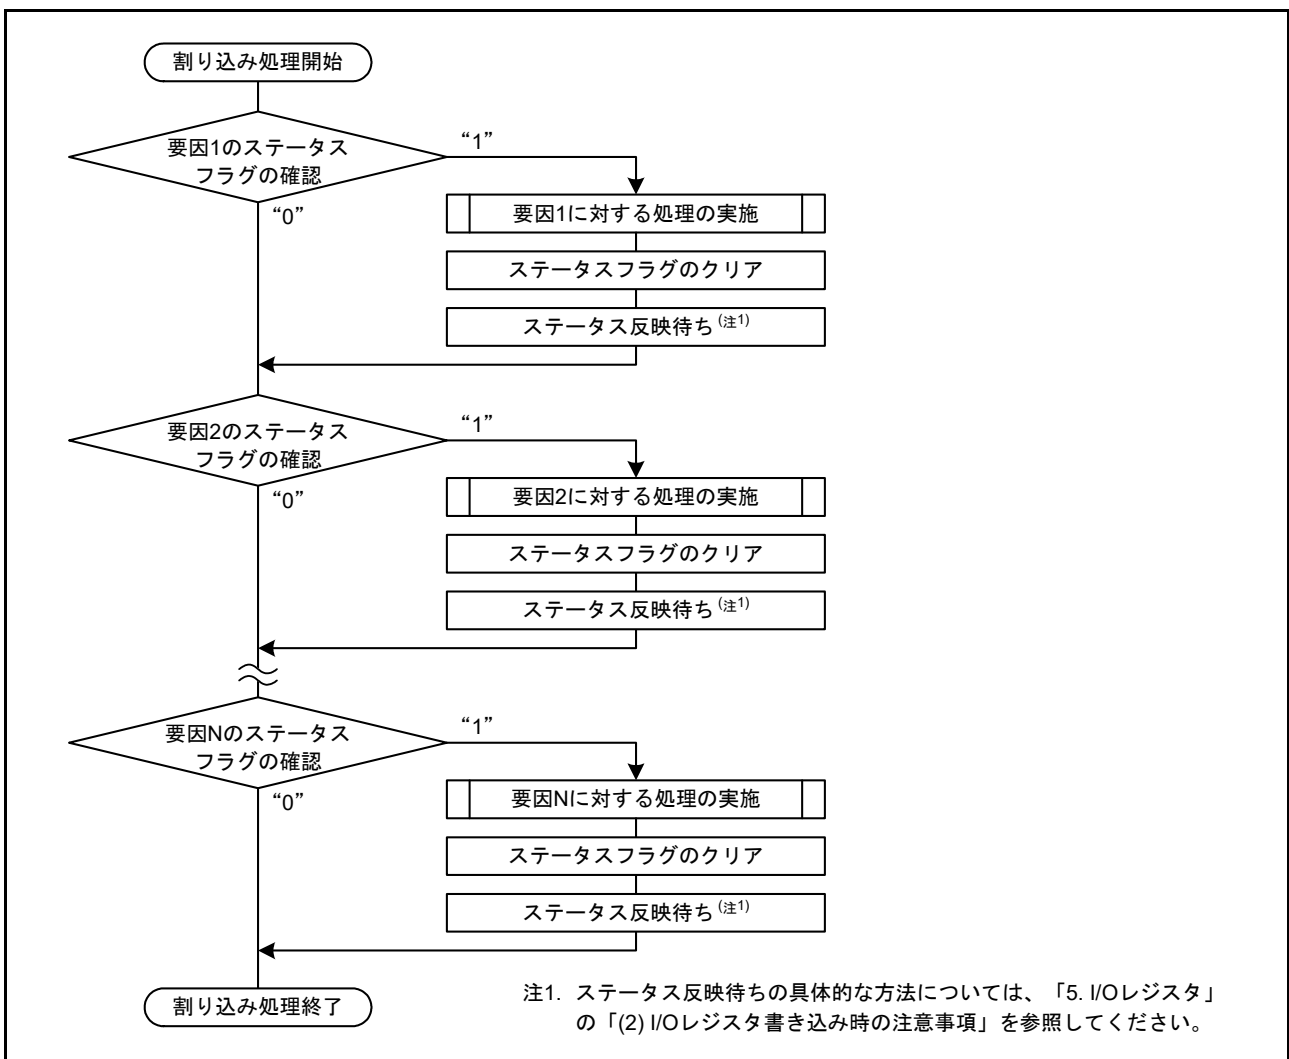 割り込み処理開始
要因1のステータス
フラグの確認
“1”
“0”
要因1に対する処理の実施
ステータスフラグのクリア
ステータス反映待ち(注1)
要因2のステータス
フラグの確認
“1”
“0”
要因2に対する処理の実施
ステータスフラグのクリア
ステータス反映待ち(注1)
要因Nのステータス
フラグの確認
“1”
“0”
要因Nに対する処理の実施
ステータスフラグのクリア
ステータス反映待ち(注1)
割り込み処理終了
注1. ステータス反映待ちの具体的な方法については、「5. I/Oレジスタ」
の「(2) I/Oレジスタ書き込み時の注意事項」を参照してください。